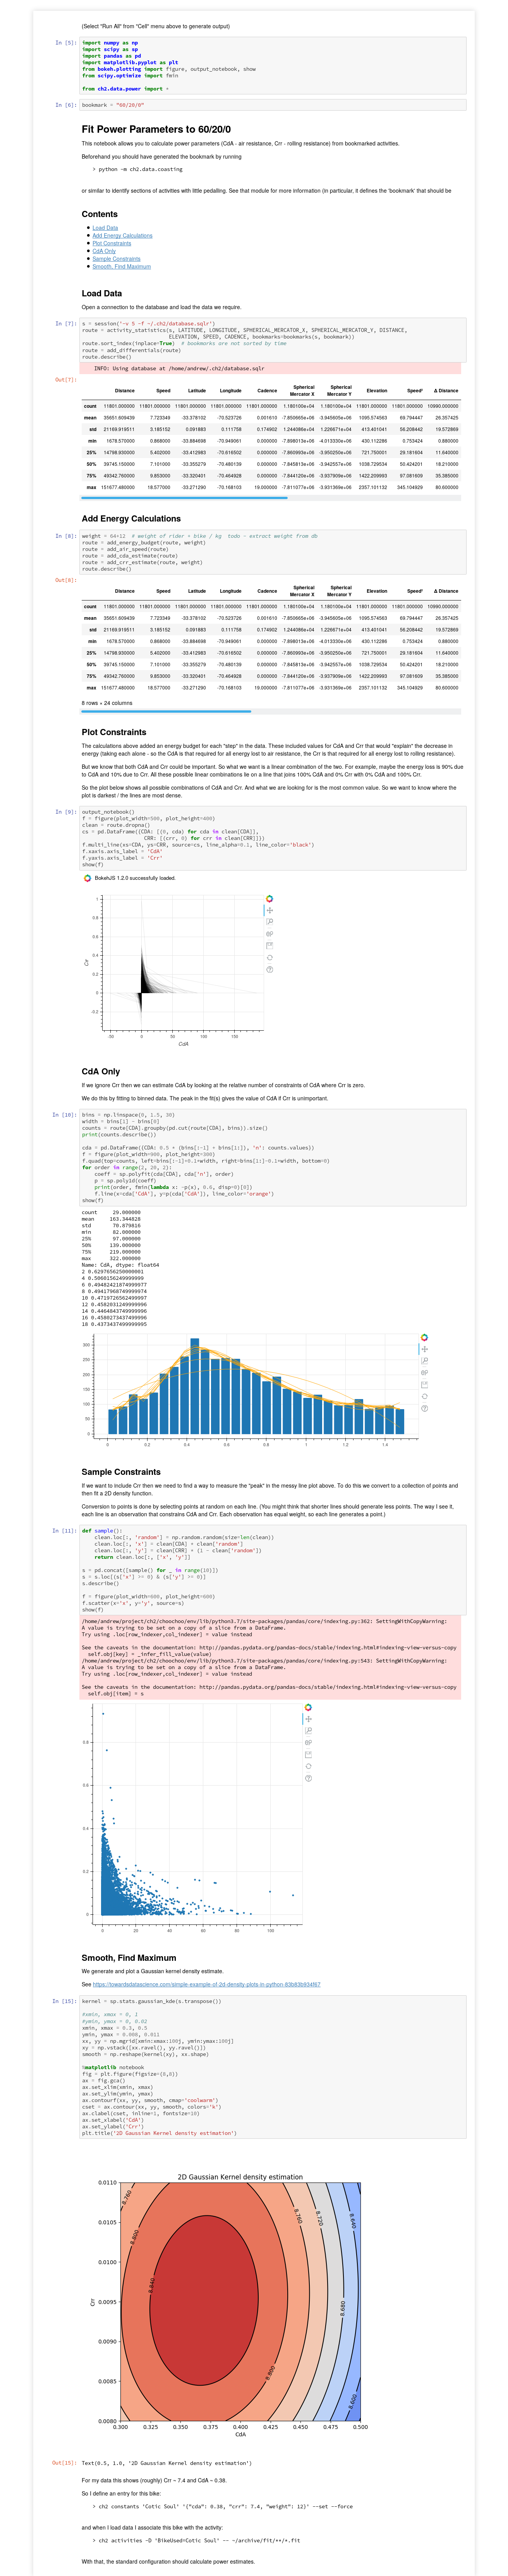 (Select "Run All" from "Cell" menu above to generate output)
In [5]: import numpy as np
import scipy as sp
import pandas as pd
import matplotlib.pyplot as plt
from bokeh.plotting import figure, output_notebook, show
from scipy.optimize import fmin
from ch2.data.power import *
In [6]: bookmark = "60/20/0"
Fit Power Parameters to 60/20/0
This notebook allows you to calculate power parameters (CdA - air resistance, Crr - rolling resistance) from bookmarked activities.
Beforehand you should have generated the bookmark by running
> python -m ch2.data.coasting
or similar to identify sections of activities with little pedalling. See that module for more information (in particular, it defines the 'bookmark' that should be
Contents
Load Data
Add Energy Calculations
Plot Constraints
CdA Only
Sample Constraints
Smooth, Find Maximum
Load Data
Open a connection to the database and load the data we require.
In [7]: s = session('-v 5 -f ~/.ch2/database.sqlr')
route = activity_statistics(s, LATITUDE, LONGITUDE, SPHERICAL_MERCATOR_X, SPHERICAL_MERCATOR_Y, DISTANCE,
ELEVATION, SPEED, CADENCE, bookmarks=bookmarks(s, bookmark))
route.sort_index(inplace=True) # bookmarks are not sorted by time
route = add_differentials(route)
route.describe()
INFO: Using database at /home/andrew/.ch2/database.sqlr
Out[7]:
Distance Speed Latitude Longitude Cadence Spherical Mercator X Spherical Mercator Y Elevation Speed² Δ Distance
count 11801.000000 11801.000000 11801.000000 11801.000000 11801.000000 1.180100e+04 1.180100e+04 11801.000000 11801.000000 10990.000000
mean 35651.609439 7.723349 -33.378102 -70.523726 0.001610 -7.850665e+06 -3.945605e+06 1095.574563 69.794447 26.357425
std 21169.919511 3.185152 0.091883 0.111758 0.174902 1.244086e+04 1.226671e+04 413.401041 56.208442 19.572869
min 1678.570000 0.868000 -33.884698 -70.949061 0.000000 -7.898013e+06 -4.013330e+06 430.112286 0.753424 0.880000
25% 14798.930000 5.402000 -33.412983 -70.616502 0.000000 -7.860993e+06 -3.950250e+06 721.750001 29.181604 11.640000
50% 39745.150000 7.101000 -33.355279 -70.480139 0.000000 -7.845813e+06 -3.942557e+06 1038.729534 50.424201 18.210000
75% 49342.760000 9.853000 -33.320401 -70.464928 0.000000 -7.844120e+06 -3.937909e+06 1422.209993 97.081609 35.385000
max 151677.480000 18.577000 -33.271290 -70.168103 19.000000 -7.811077e+06 -3.931369e+06 2357.101132 345.104929 80.600000
Add Energy Calculations
In [8]: weight = 64+12 # weight of rider + bike / kg todo - extract weight from db
route = add_energy_budget(route, weight)
route = add_air_speed(route)
route = add_cda_estimate(route)
route = add_crr_estimate(route, weight)
route.describe()
Out[8]:
Distance Speed Latitude Longitude Cadence Spherical Mercator X Spherical Mercator Y Elevation Speed² Δ Distance
count 11801.000000 11801.000000 11801.000000 11801.000000 11801.000000 1.180100e+04 1.180100e+04 11801.000000 11801.000000 10990.000000
mean 35651.609439 7.723349 -33.378102 -70.523726 0.001610 -7.850665e+06 -3.945605e+06 1095.574563 69.794447 26.357425
std 21169.919511 3.185152 0.091883 0.111758 0.174902 1.244086e+04 1.226671e+04 413.401041 56.208442 19.572869
min 1678.570000 0.868000 -33.884698 -70.949061 0.000000 -7.898013e+06 -4.013330e+06 430.112286 0.753424 0.880000
25% 14798.930000 5.402000 -33.412983 -70.616502 0.000000 -7.860993e+06 -3.950250e+06 721.750001 29.181604 11.640000
50% 39745.150000 7.101000 -33.355279 -70.480139 0.000000 -7.845813e+06 -3.942557e+06 1038.729534 50.424201 18.210000
75% 49342.760000 9.853000 -33.320401 -70.464928 0.000000 -7.844120e+06 -3.937909e+06 1422.209993 97.081609 35.385000
max 151677.480000 18.577000 -33.271290 -70.168103 19.000000 -7.811077e+06 -3.931369e+06 2357.101132 345.104929 80.600000
8 rows × 24 columns
Plot Constraints
The calculations above added an energy budget for each "step" in the data. These included values for CdA and Crr that would "explain" the decrease in
energy (taking each alone - so the CdA is that required for all energy lost to air resistance, the Crr is that required for all energy lost to rolling resistance).
But we know that both CdA and Crr could be important. So what we want is a linear combination of the two. For example, maybe the energy loss is 90% due
to CdA and 10% due to Crr. All these possible linear combinations lie on a line that joins 100% CdA and 0% Crr with 0% CdA and 100% Crr.
So the plot below shows all possible combinations of CdA and Crr. And what we are looking for is the most common value. So we want to know where the
plot is darkest / the lines are most dense.
In [9]: output_notebook()
f = figure(plot_width=500, plot_height=400)
clean = route.dropna()
cs = pd.DataFrame({CDA: [(0, cda) for cda in clean[CDA]],
CRR: [(crr, 0) for crr in clean[CRR]]})
f.multi_line(xs=CDA, ys=CRR, source=cs, line_alpha=0.1, line_color='black')
f.xaxis.axis_label = 'CdA'
f.yaxis.axis_label = 'Crr'
show(f)
BokehJS 1.2.0 successfully loaded.
1
0.8
0.6
0.4
0.2
0
-0.2
Crr
-50 0 50 100 150
CdA
CdA Only
If we ignore Crr then we can estimate CdA by looking at the relative number of constraints of CdA where Crr is zero.
We do this by fitting to binned data. The peak in the fit(s) gives the value of CdA if Crr is unimportant.
In [10]: bins = np.linspace(0, 1.5, 30)
width = bins[1] - bins[0]
counts = route[CDA].groupby(pd.cut(route[CDA], bins)).size()
print(counts.describe())
cda = pd.DataFrame({CDA: 0.5 * (bins[:-1] + bins[1:]), 'n': counts.values})
f = figure(plot_width=900, plot_height=300)
f.quad(top=counts, left=bins[:-1]+0.1*width, right=bins[1:]-0.1*width, bottom=0)
for order in range(2, 20, 2):
coeff = sp.polyfit(cda[CDA], cda['n'], order)
p = sp.poly1d(coeff)
print(order, fmin(lambda x: -p(x), 0.6, disp=0)[0])
f.line(x=cda['CdA'], y=p(cda['CdA']), line_color='orange')
show(f)
count 29.000000
mean 163.344828
std 70.879816
min 82.000000
25% 97.000000
50% 139.000000
75% 219.000000
max 322.000000
Name: CdA, dtype: float64
2 0.6297656250000001
4 0.5060156249999999
6 0.49482421874999977
8 0.49417968749999974
10 0.4719726562499997
12 0.4582031249999996
14 0.4464843749999996
16 0.4580273437499996
18 0.4373437499999995
300
250
200
150
100
50
0
0 0.2 0.4 0.6 0.8 1 1.2 1.4
Sample Constraints
If we want to include Crr then we need to find a way to measure the "peak" in the messy line plot above. To do this we convert to a collection of points and
then fit a 2D density function.
Conversion to points is done by selecting points at random on each line. (You might think that shorter lines should generate less points. The way I see it,
each line is an observation that constrains CdA and Crr. Each observation has equal weight, so each line generates a point.)
In [11]: def sample():
clean.loc[:, 'random'] = np.random.random(size=len(clean))
clean.loc[:, 'x'] = clean[CDA] * clean['random']
clean.loc[:, 'y'] = clean[CRR] * (1 - clean['random'])
return clean.loc[:, ['x', 'y']]
s = pd.concat([sample() for _ in range(10)])
s = s.loc[(s['x'] >= 0) & (s['y'] >= 0)]
s.describe()
f = figure(plot_width=600, plot_height=600)
f.scatter(x='x', y='y', source=s)
show(f)
/home/andrew/project/ch2/choochoo/env/lib/python3.7/site-packages/pandas/core/indexing.py:362: SettingWithCopyWarning:
A value is trying to be set on a copy of a slice from a DataFrame.
Try using .loc[row_indexer,col_indexer] = value instead
See the caveats in the documentation: http://pandas.pydata.org/pandas-docs/stable/indexing.html#indexing-view-versus-copy
self.obj[key] = _infer_fill_value(value)
/home/andrew/project/ch2/choochoo/env/lib/python3.7/site-packages/pandas/core/indexing.py:543: SettingWithCopyWarning:
A value is trying to be set on a copy of a slice from a DataFrame.
Try using .loc[row_indexer,col_indexer] = value instead
See the caveats in the documentation: http://pandas.pydata.org/pandas-docs/stable/indexing.html#indexing-view-versus-copy
self.obj[item] = s
0.8
0.6
0.4
0.2
0
0 20 40 60 80 100
Smooth, Find Maximum
We generate and plot a Gaussian kernel density estimate.
See https://towardsdatascience.com/simple-example-of-2d-density-plots-in-python-83b83b934f67
In [15]: kernel = sp.stats.gaussian_kde(s.transpose())
#xmin, xmax = 0, 1
#ymin, ymax = 0, 0.02
xmin, xmax = 0.3, 0.5
ymin, ymax = 0.008, 0.011
xx, yy = np.mgrid[xmin:xmax:100j, ymin:ymax:100j]
xy = np.vstack([xx.ravel(), yy.ravel()])
smooth = np.reshape(kernel(xy), xx.shape)
%matplotlib notebook
fig = plt.figure(figsize=(8,8))
ax = fig.gca()
ax.set_xlim(xmin, xmax)
ax.set_ylim(ymin, ymax)
ax.contourf(xx, yy, smooth, cmap='coolwarm')
cset = ax.contour(xx, yy, smooth, colors='k')
ax.clabel(cset, inline=1, fontsize=10)
ax.set_xlabel('CdA')
ax.set_ylabel('Crr')
plt.title('2D Gaussian Kernel density estimation')
2D Gaussian Kernel density estimation
0.0110
0.0105
0.0100
0.0095
0.0090
0.0085
0.0080
Crr
8.760
8.800
8.840
8.760
8.720
8.640
8.680
8.800
8.600
0.300 0.325 0.350 0.375 0.400 0.425 0.450 0.475 0.500
CdA
Out[15]: Text(0.5, 1.0, '2D Gaussian Kernel density estimation')
For my data this shows (roughly) Crr ~ 7.4 and CdA ~ 0.38.
So I define an entry for this bike:
> ch2 constants 'Cotic Soul' '{"cda": 0.38, "crr": 7.4, "weight": 12}' --set --force
and when I load data I associate this bike with the activity:
> ch2 activities -D 'BikeUsed=Cotic Soul' -- ~/archive/fit/**/*.fit
With that, the standard configuration should calculate power estimates.